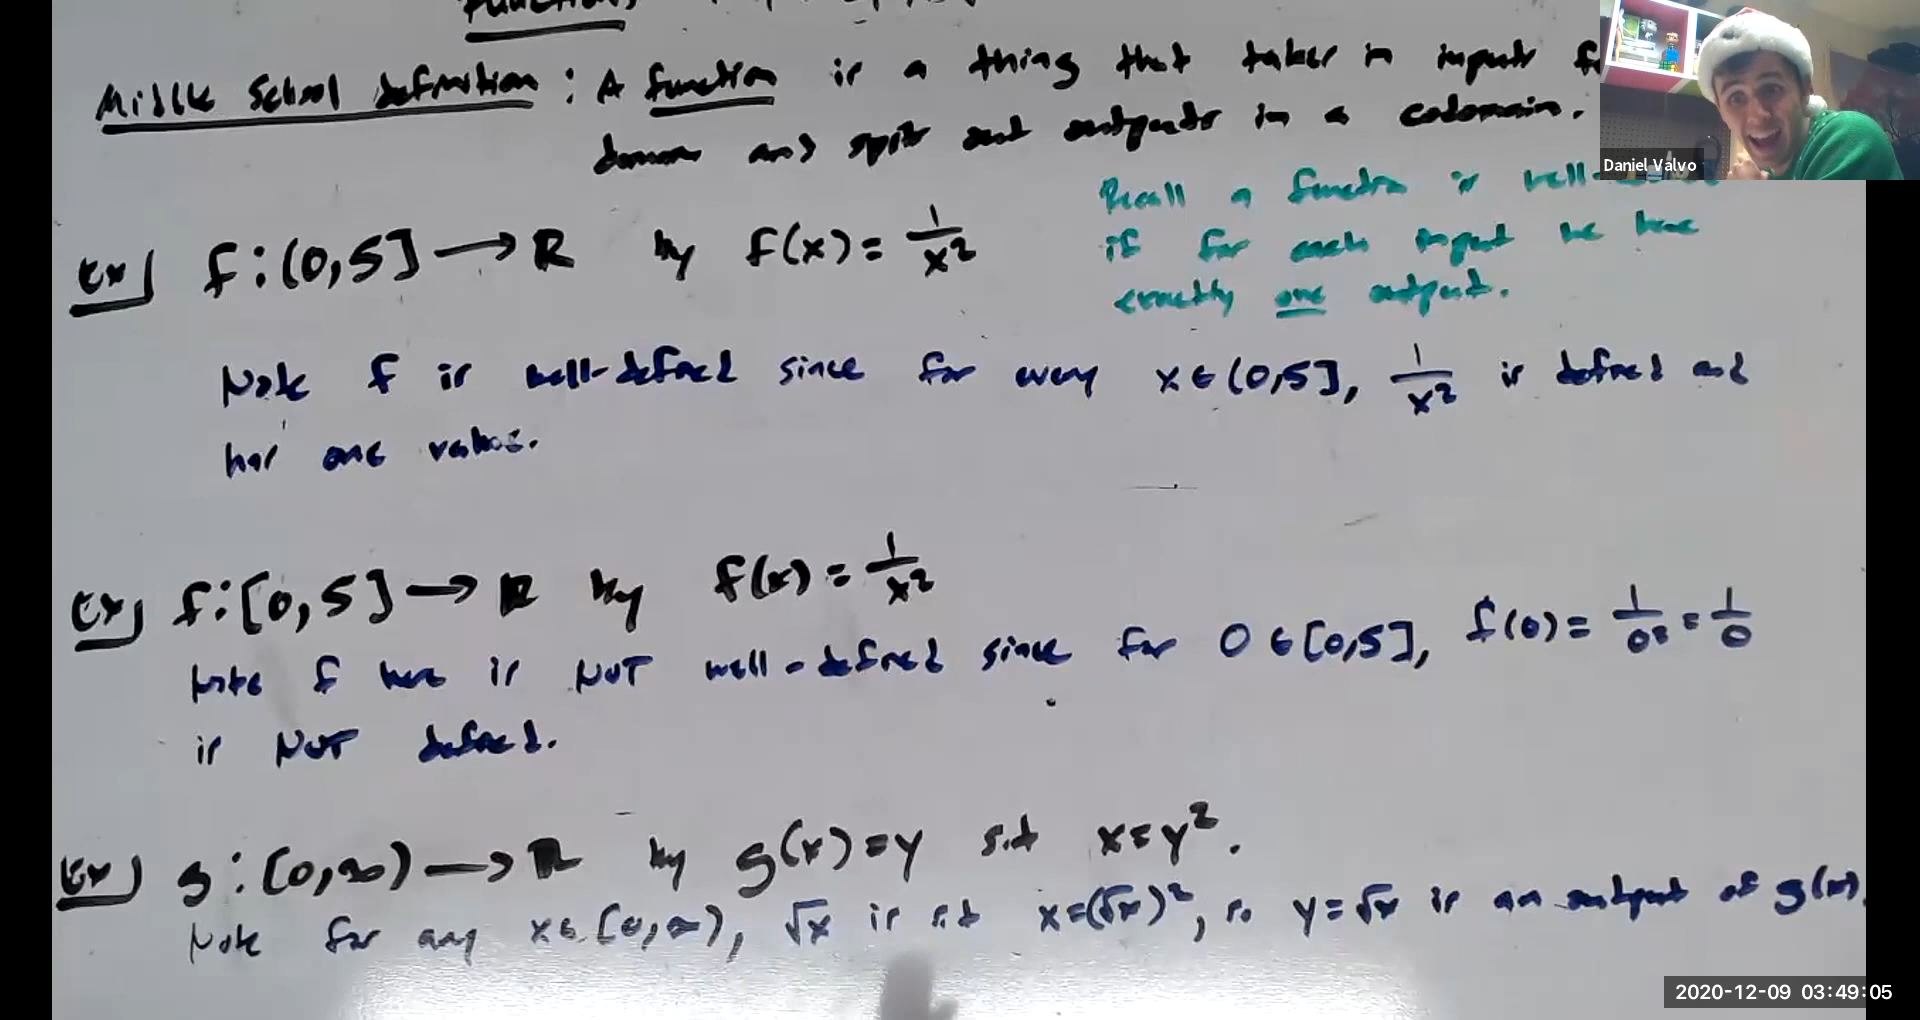 Functions
Middle School definition: A function is a thing that takes in inputs
domain and spits out outputs in a codomain.
Daniel Valvo
Recall a function is well-
if for each input we have
exactly one output.
Ex) f:(0,5] → ℝ by f(x) = 1/x²
Note f is well-defined since for every x∈(0,5], 1/x² is defined and
has one value.
Ex) f:[0,5] → ℝ by f(x) = 1/x²
Note f here is NOT well-defined since for 0∈[0,5], f(0) = 1/0² = 1/0
is NOT defined.
Ex) g:[0,∞) → ℝ by g(x)=y s.t x=y².
Note for any x∈[0,∞), √x is s.t x=(√x)², so y=√x is an output of g(x).
2020-12-09 03:49:05